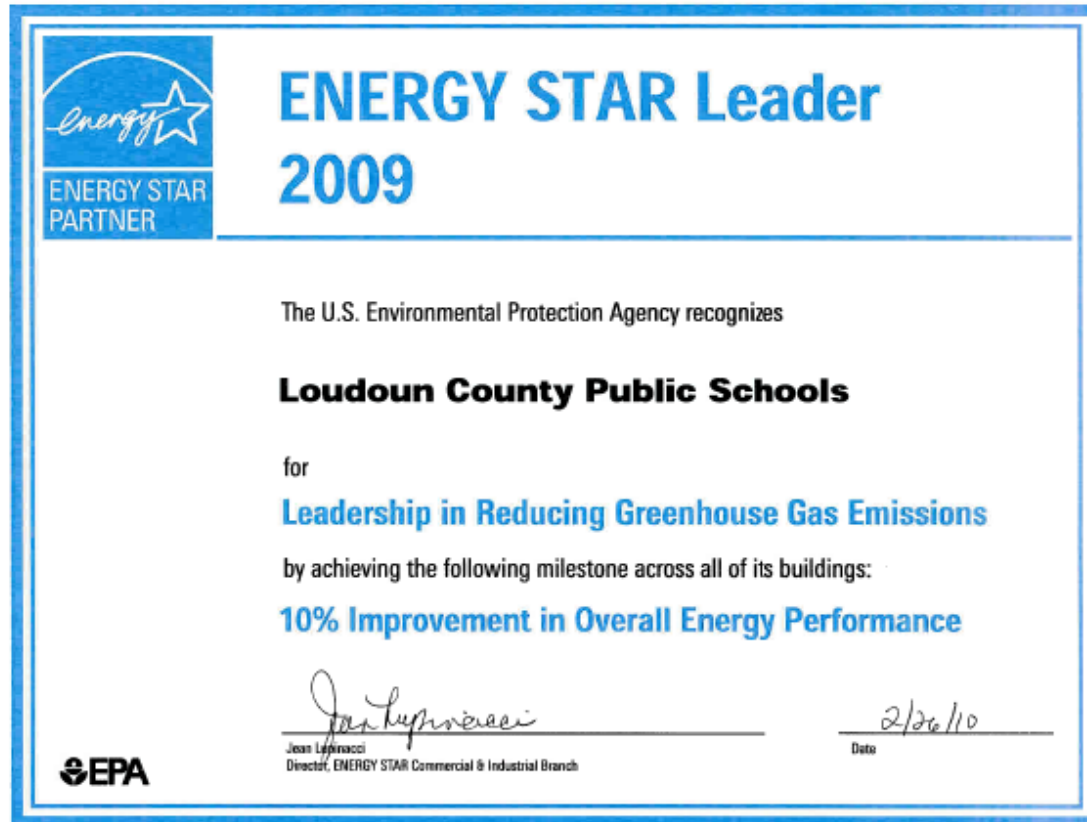 energy
ENERGY STAR
PARTNER
ENERGY STAR Leader
2009
The U.S. Environmental Protection Agency recognizes
Loudoun County Public Schools
for
Leadership in Reducing Greenhouse Gas Emissions
by achieving the following milestone across all of its buildings:
10% Improvement in Overall Energy Performance
Jean Lupinacci
2/26/10
Jean Lupinacci
Date
Director, ENERGY STAR Commercial & Industrial Branch
EPA